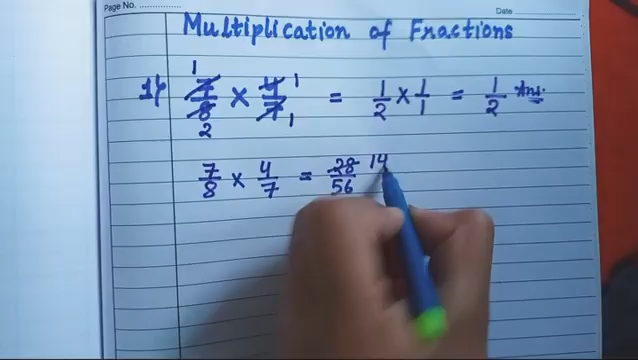 Page No. ............... Date ...............
Multiplication of Fractions
1) 7/8 × 4/7 = 1/2 × 1/1 = 1/2 Ans.
7/8 × 4/7 = 28/56 14